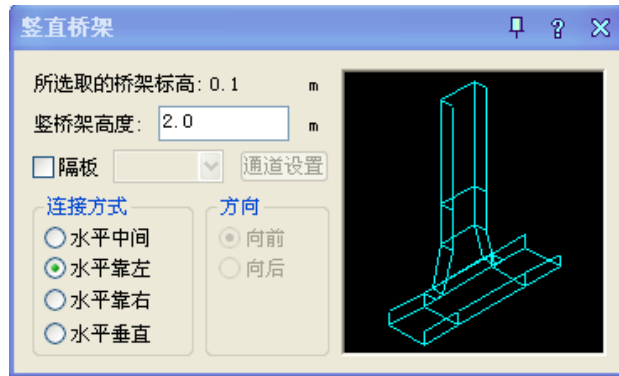 竖直桥架
所选取的桥架标高: 0.1 m
竖桥架高度: 2.0 m
隔板 通道设置
连接方式
水平中间
水平靠左
水平靠右
水平垂直
方向
向前
向后